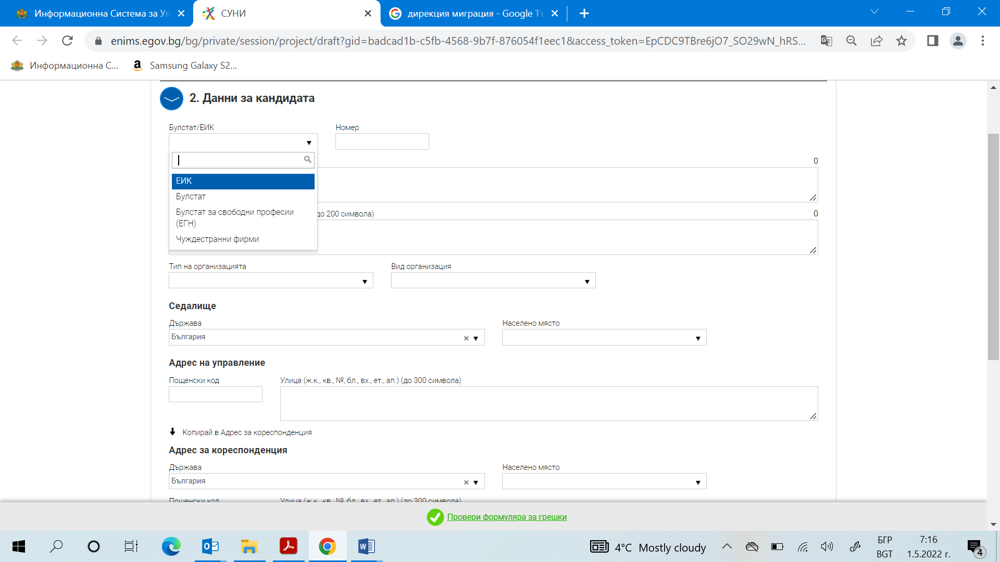 Информационна Система за Уп
СУНИ
дирекция миграция - Google Тъ
enims.egov.bg/bg/private/session/project/draft?gid=badcad1b-c5fb-4568-9b7f-876054f1eec1&access_token=EpCDC9TBre6jO7_SO29wN_hRS...
Информационна С...
Samsung Galaxy S2...
2. Данни за кандидата
Булстат/ЕИК
Номер
0
ЕИК
Булстат
до 200 символа)
0
Булстат за свободни професии
(ЕГН)
Чуждестранни фирми
Тип на организацията
Вид организация
Седалище
Държава
Населено място
България
Адрес на управление
Пощенски код
Улица (ж.к., кв., №, бл., вх., ет., ап.) (до 300 символа)
Копирай в Адрес за кореспонденция
Адрес за кореспонденция
Държава
Населено място
България
Пощенски код
Улица (ж.к., кв., №, бл., вх., ет., ап.) (до 300 символа)
Провери формуляра за грешки
4°C Mostly cloudy
БГР
BGT
7:16
1.5.2022 г.
4